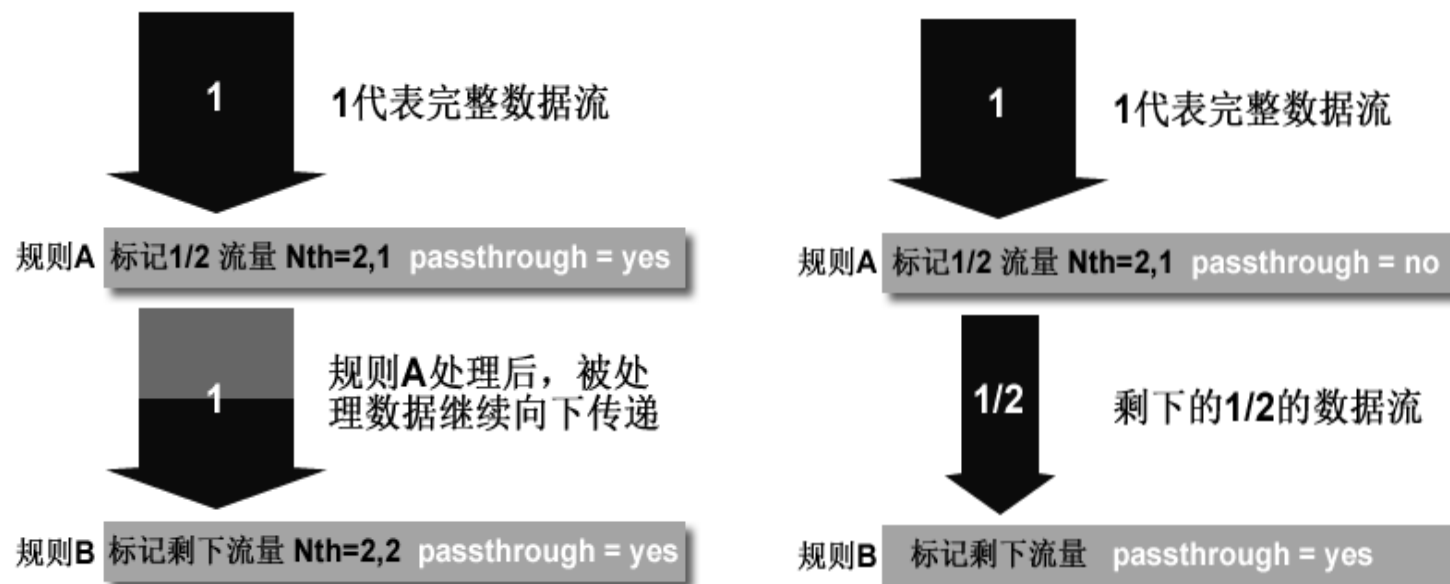 1
1代表完整数据流
规则A 标记1/2 流量 Nth=2,1 passthrough = yes
1
规则A处理后，被处
理数据继续向下传递
规则B 标记剩下流量 Nth=2,2 passthrough = yes
1
1代表完整数据流
规则A 标记1/2 流量 Nth=2,1 passthrough = no
1/2
剩下的1/2的数据流
规则B 标记剩下流量 passthrough = yes